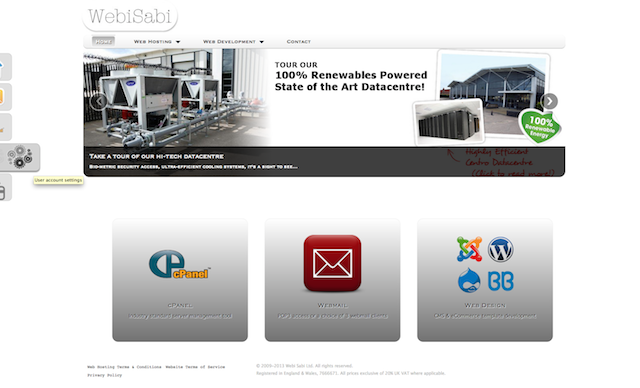 WebiSabi
Home Web Hosting Web Development Contact
TOUR OUR
100% Renewables Powered
State of the Art Datacentre!
100%
Renewable
Energy
Highly Efficient
Centro Datacentre
(Click to read more!)
Take a tour of our hi-tech datacentre
Bio-metric security access, ultra-efficient cooling systems, it's a sight to see...
User account settings
cPanel
cPanel
Industry standard server management tool
Webmail
POP3 access or a choice of 3 webmail clients
Web Design
CMS & eCommerce template development
Web Hosting Terms & Conditions Website Terms of Service
Privacy Policy
© 2009-2013 Webi Sabi Ltd. All rights reserved.
Registered in England & Wales, 7666671. All prices exclusive of 20% UK VAT where applicable.